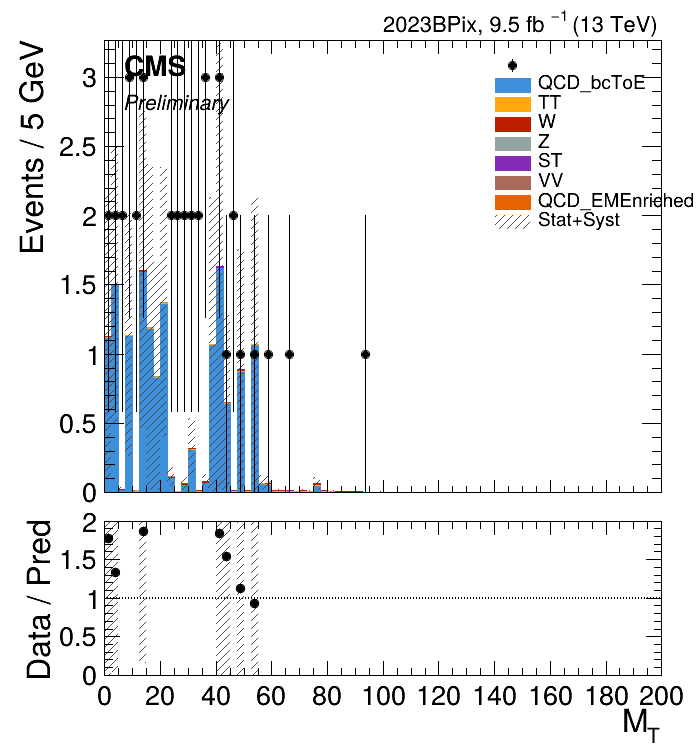 2023BPix, 9.5 fb⁻¹ (13 TeV)
CMS
Preliminary
Events / 5 GeV
3
2.5
2
1.5
1
0.5
0
QCD_bcToE
TT
W
Z
ST
VV
QCD_EMEnriehed
Stat+Syst
Data / Pred
2
1.5
1
0.5
0
0 20 40 60 80 100 120 140 160 180 200
M_T